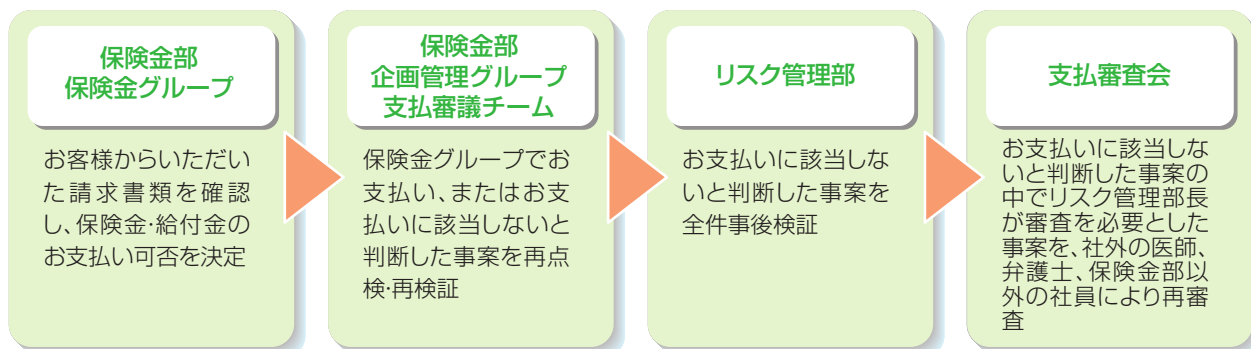 保険金部
保険金グループ
お客様からいただい
た請求書類を確認
し、保険金・給付金の
お支払い可否を決定
保険金部
企画管理グループ
支払審議チーム
保険金グループでお
支払い、またはお支
払いに該当しないと
判断した事案を再点
検・再検証
リスク管理部
お支払いに該当しな
いと判断した事案を
全件事後検証
支払審査会
お支払いに該当しな
いと判断した事案の
中でリスク管理部長
が審査を必要とした
事案を、社外の医師、
弁護士、保険金部以
外の社員により再審
査